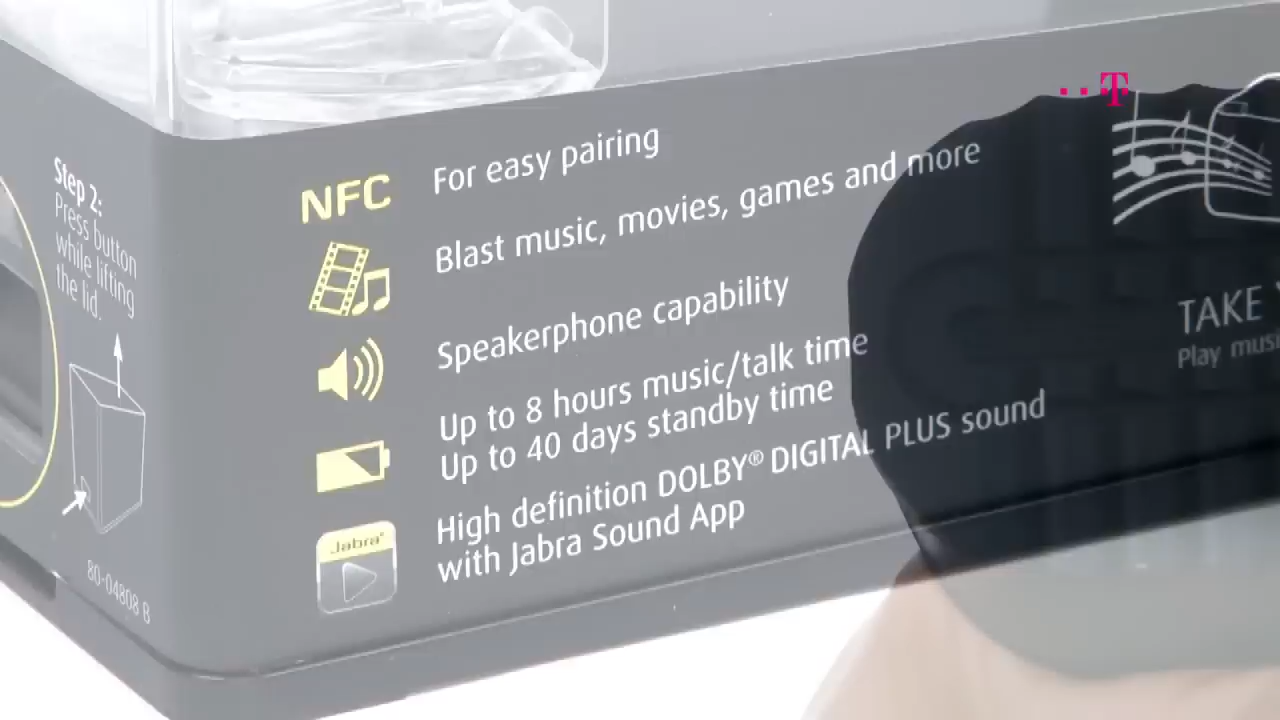 Step 2:
Press button
while lifting
the lid.
80-04808 B
NFC
For easy pairing
Blast music, movies, games and more
Speakerphone capability
Up to 8 hours music/talk time
Up to 40 days standby time
Jabra
High definition DOLBY® DIGITAL PLUS sound
with Jabra Sound App
T
TAKE
Play